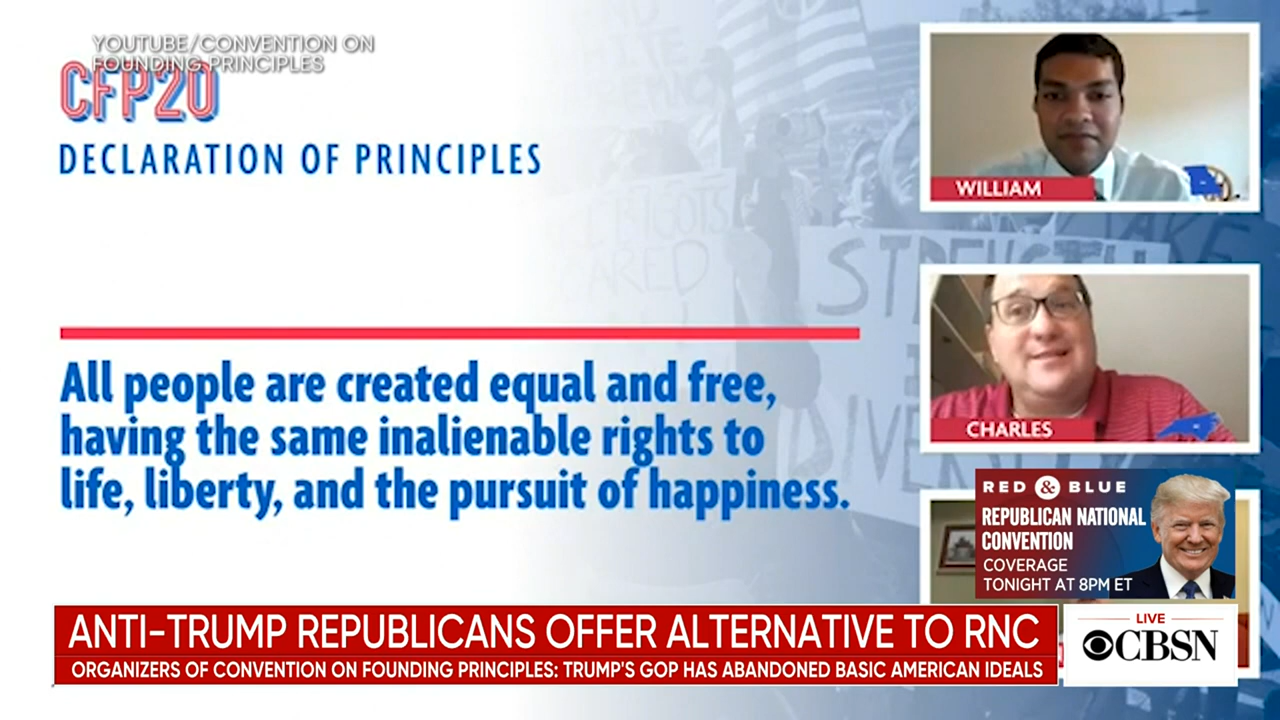 YOUTUBE/CONVENTION ON
FOUNDING PRINCIPLES
CFP20
DECLARATION OF PRINCIPLES
All people are created equal and free,
having the same inalienable rights to
life, liberty, and the pursuit of happiness.
STRENGTH
DIVERSITY
WILLIAM
CHARLES
RED & BLUE
REPUBLICAN NATIONAL
CONVENTION
COVERAGE
TONIGHT AT 8PM ET
ANTI-TRUMP REPUBLICANS OFFER ALTERNATIVE TO RNC
ORGANIZERS OF CONVENTION ON FOUNDING PRINCIPLES: TRUMP'S GOP HAS ABANDONED BASIC AMERICAN IDEALS
LIVE
CBSN